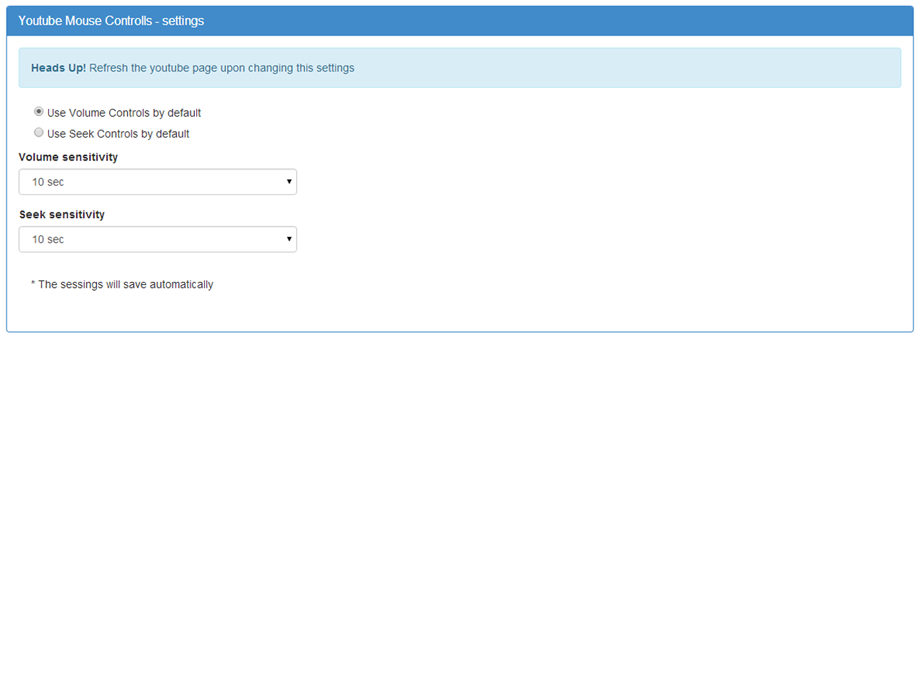 Youtube Mouse Controlls - settings
Heads Up! Refresh the youtube page upon changing this settings
Use Volume Controls by default
Use Seek Controls by default
Volume sensitivity
10 sec
Seek sensitivity
10 sec
* The sessings will save automatically